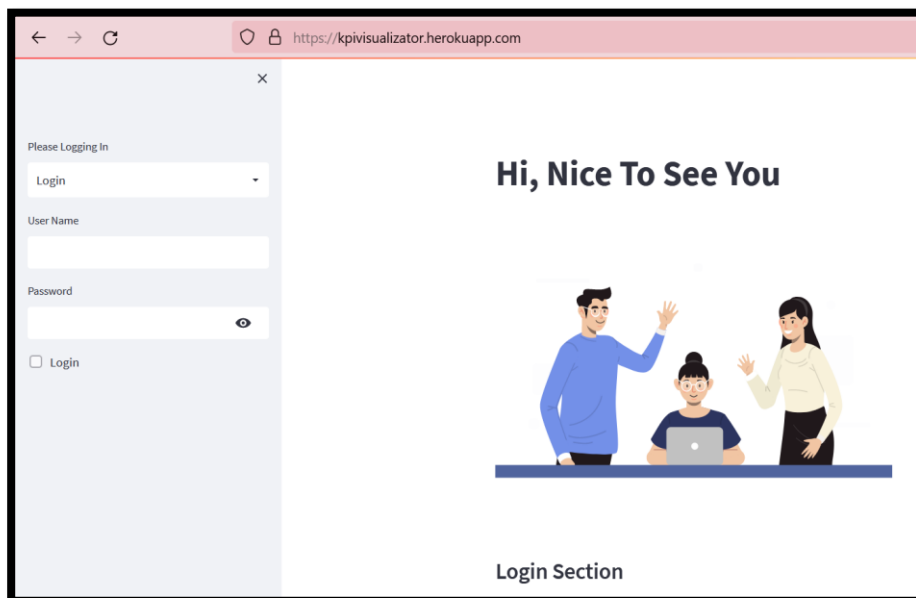 https://kpivisualizator.herokuapp.com
Please Logging In
Login
User Name
Password
Login
Hi, Nice To See You
Login Section